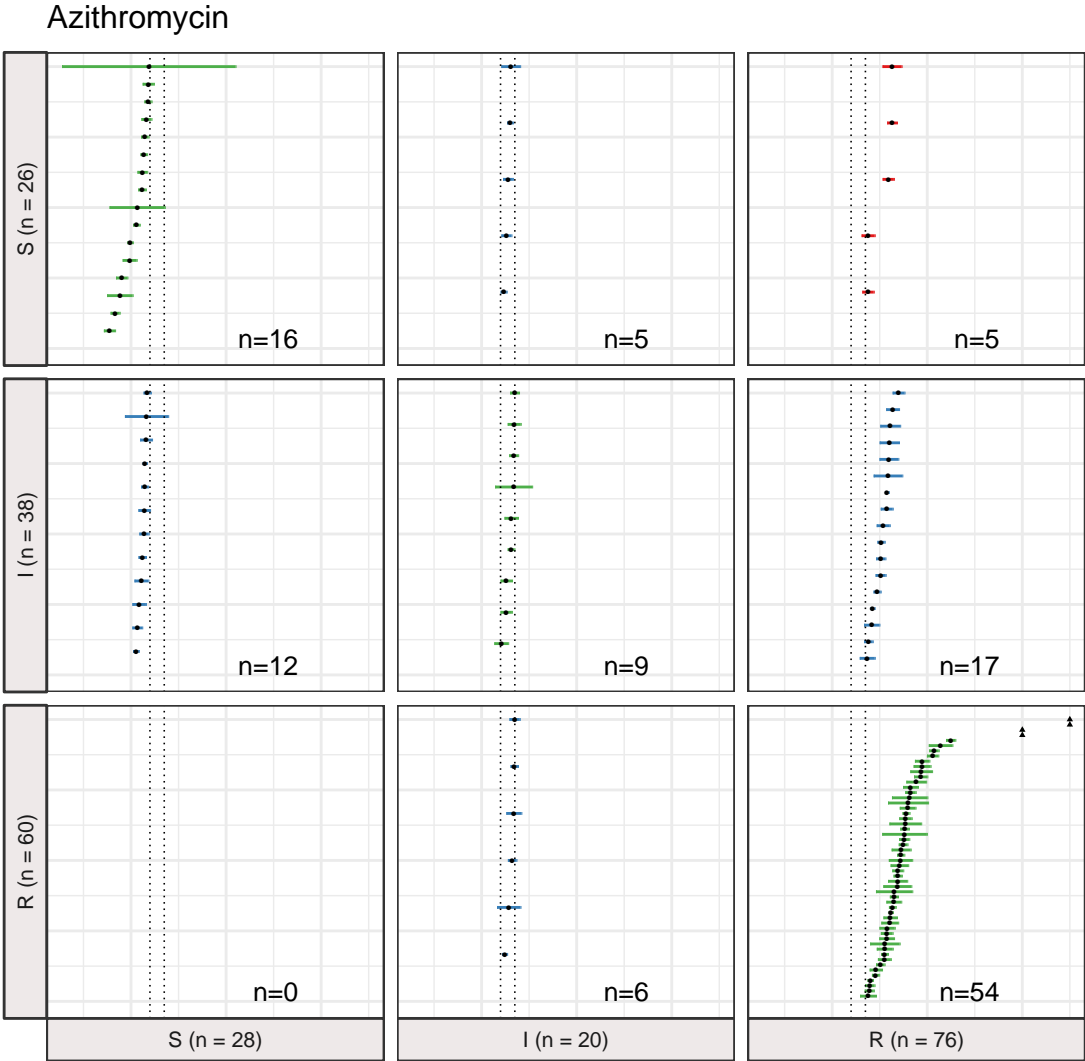 Azithromycin
S (n = 26)
n=16
n=5
n=5
I (n = 38)
n=12
n=9
n=17
R (n = 60)
n=0
n=6
n=54
S (n = 28)
I (n = 20)
R (n = 76)